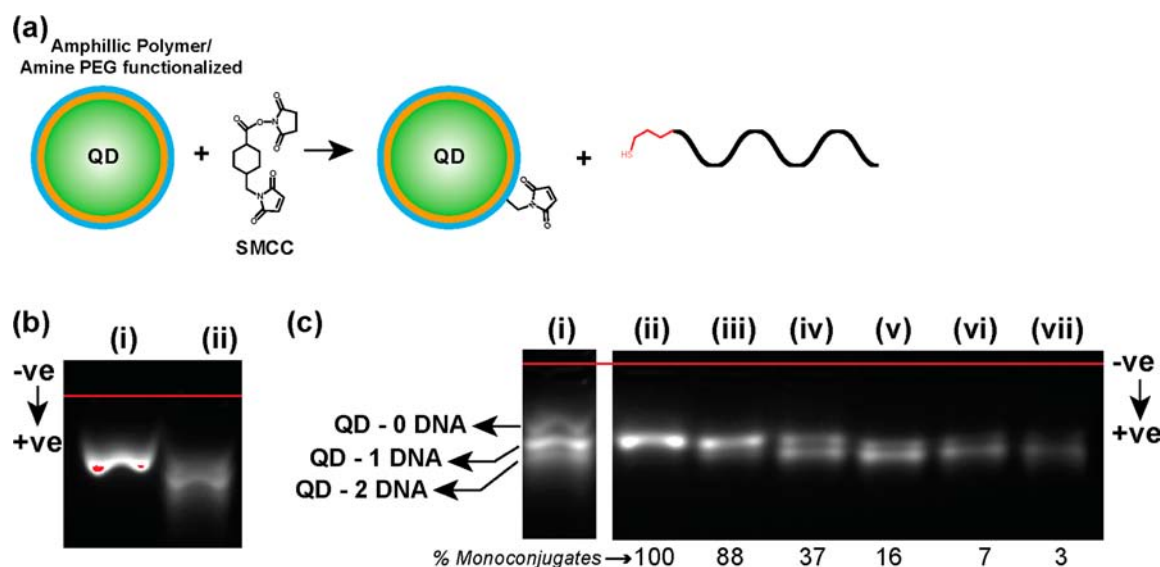 (a)
Amphillic Polymer/
Amine PEG functionalized
QD
+
O
O
O
N
O
O
N
O
SMCC
QD
O
N
O
+
HS
(b)
(i)
(ii)
-ve
+ve
(c)
(i)
(ii)
(iii)
(iv)
(v)
(vi)
(vii)
-ve
+ve
QD - 0 DNA
QD - 1 DNA
QD - 2 DNA
% Monoconjugates → 100 88 37 16 7 3